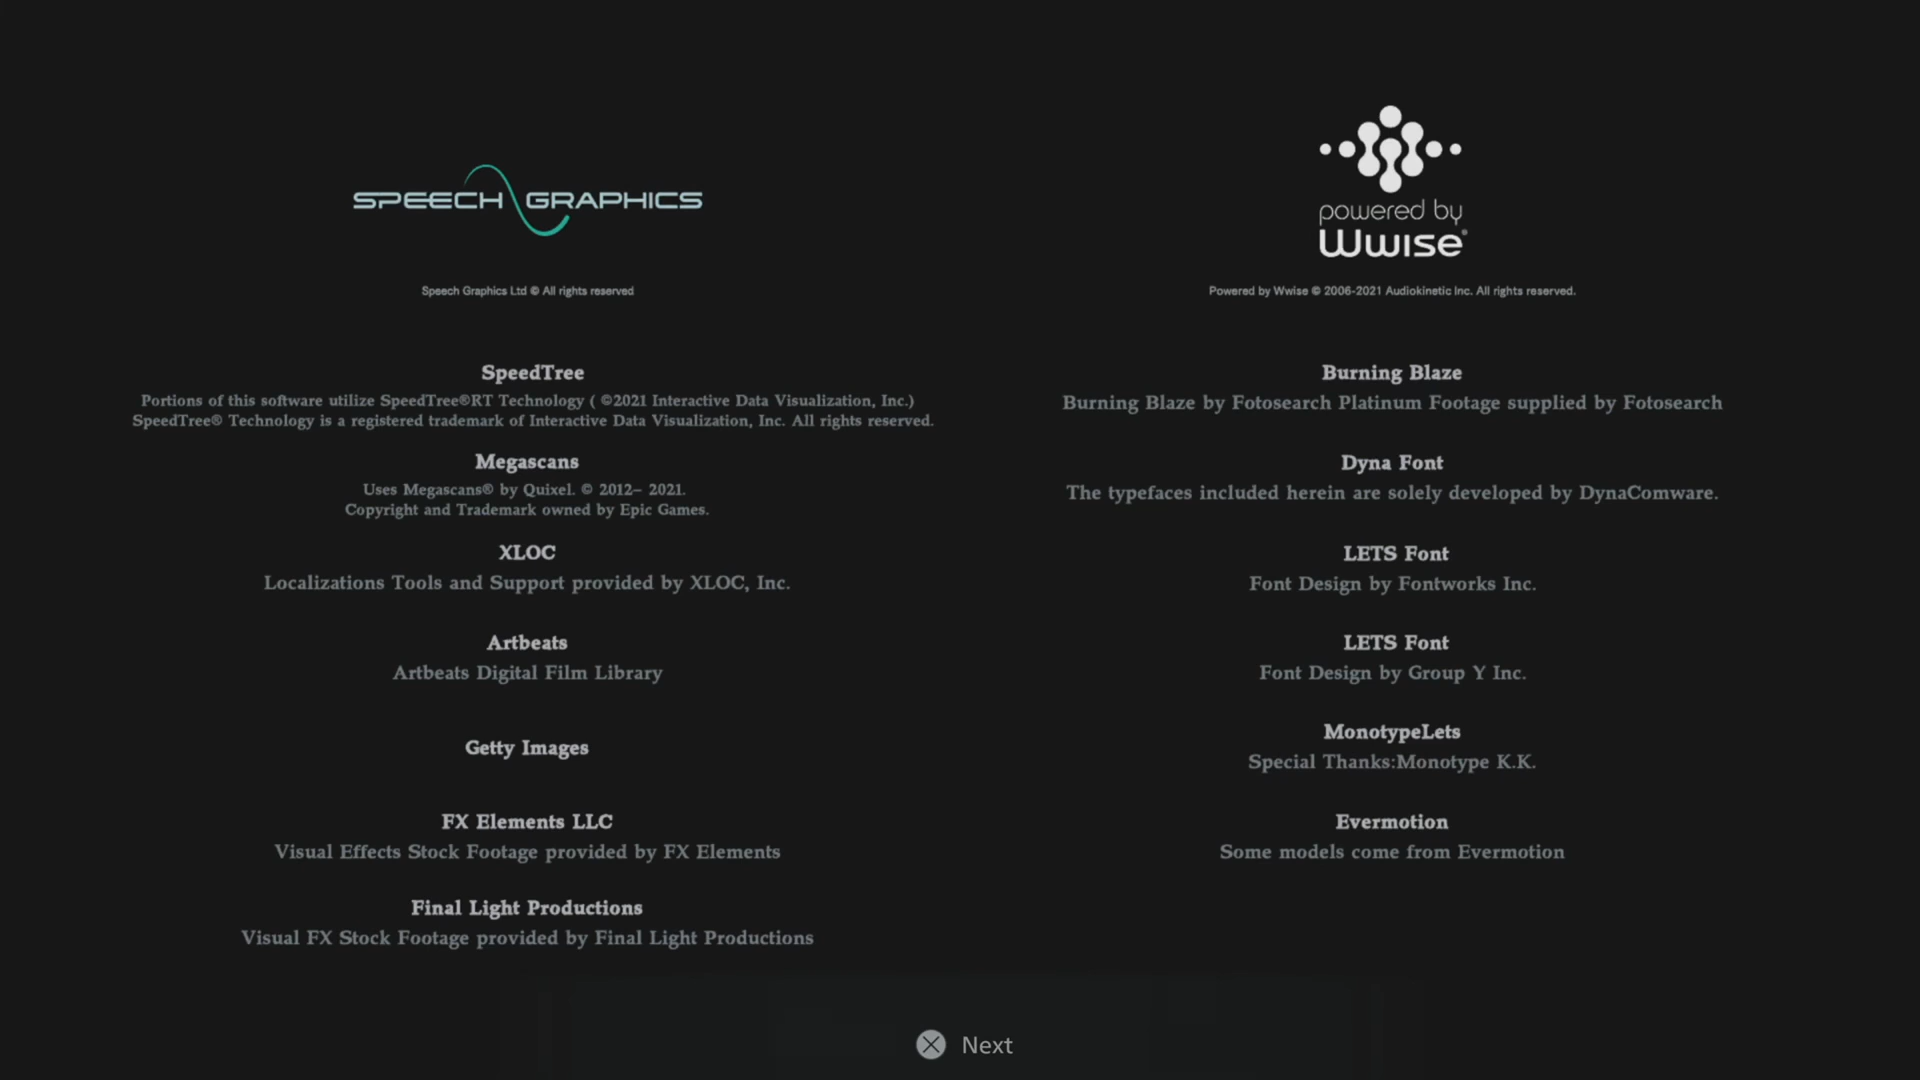 SPEECH GRAPHICS
Speech Graphics Ltd © All rights reserved
SpeedTree
Portions of this software utilize SpeedTree®RT Technology ( ©2021 Interactive Data Visualization, Inc.)
SpeedTree® Technology is a registered trademark of Interactive Data Visualization, Inc. All rights reserved.
Megascans
Uses Megascans® by Quixel. © 2012– 2021.
Copyright and Trademark owned by Epic Games.
XLOC
Localizations Tools and Support provided by XLOC, Inc.
Artbeats
Artbeats Digital Film Library
Getty Images
FX Elements LLC
Visual Effects Stock Footage provided by FX Elements
Final Light Productions
Visual FX Stock Footage provided by Final Light Productions
powered by
Wwise®
Powered by Wwise © 2006-2021 Audiokinetic Inc. All rights reserved.
Burning Blaze
Burning Blaze by Fotosearch Platinum Footage supplied by Fotosearch
Dyna Font
The typefaces included herein are solely developed by DynaComware.
LETS Font
Font Design by Fontworks Inc.
LETS Font
Font Design by Group Y Inc.
MonotypeLets
Special Thanks:Monotype K.K.
Evermotion
Some models come from Evermotion
Next